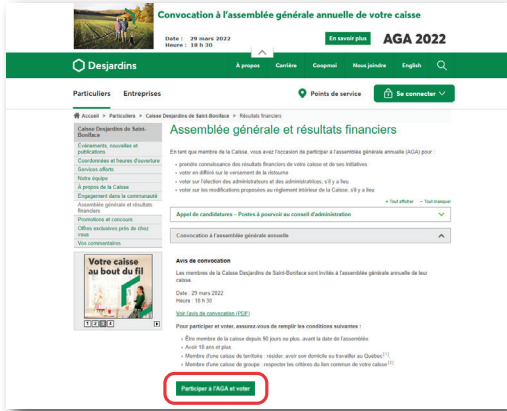 Convocation à l'assemblée générale annuelle de votre caisse
Date : 29 mars 2022
Heure : 18 h 30
En savoir plus
AGA 2022
Desjardins
À propos Carrière Coopmoi Nous joindre English
Particuliers Entreprises
Points de service
Se connecter
Accueil > Particuliers > Caisse Desjardins de Saint-Boniface > Résultats financiers
Caisse Desjardins de Saint-
Boniface
Événements, nouvelles et
publications
Coordonnées et heures d'ouverture
Services offerts
Notre équipe
À propos de la Caisse
Engagement dans la communauté
Assemblée générale et résultats
financiers
Promotions et concours
Offres exclusives près de chez
vous
Vos commentaires
Votre caisse
au bout du fil
1 2 3 4
Assemblée générale et résultats financiers
En tant que membre de la Caisse, vous avez l'occasion de participer à l'assemblée générale annuelle (AGA) pour :
prendre connaissance des résultats financiers de votre caisse et de ses initiatives
voter en différé sur le versement de la ristourne
voter sur l'élection des administrateurs et des administratrices, s'il y a lieu
voter sur les modifications proposées au règlement intérieur de la Caisse, s'il y a lieu
+ Tout afficher − Tout masquer
Appel de candidatures – Postes à pourvoir au conseil d'administration
Convocation à l'assemblée générale annuelle
Avis de convocation
Les membres de la Caisse Desjardins de Saint-Boniface sont invités à l'assemblée générale annuelle de leur
caisse.
Date : 29 mars 2022
Heure : 18 h 30
Voir l'avis de convocation (PDF)
Pour participer et voter, assurez-vous de remplir les conditions suivantes :
Être membre de la caisse depuis 90 jours ou plus, avant la date de l'assemblée.
Avoir 18 ans et plus.
Membre d'une caisse de territoire : résider, avoir son domicile ou travailler au Québec [1]
Membre d'une caisse de groupe : respecter les critères du lien commun de votre caisse [2]
Participer à l'AGA et voter